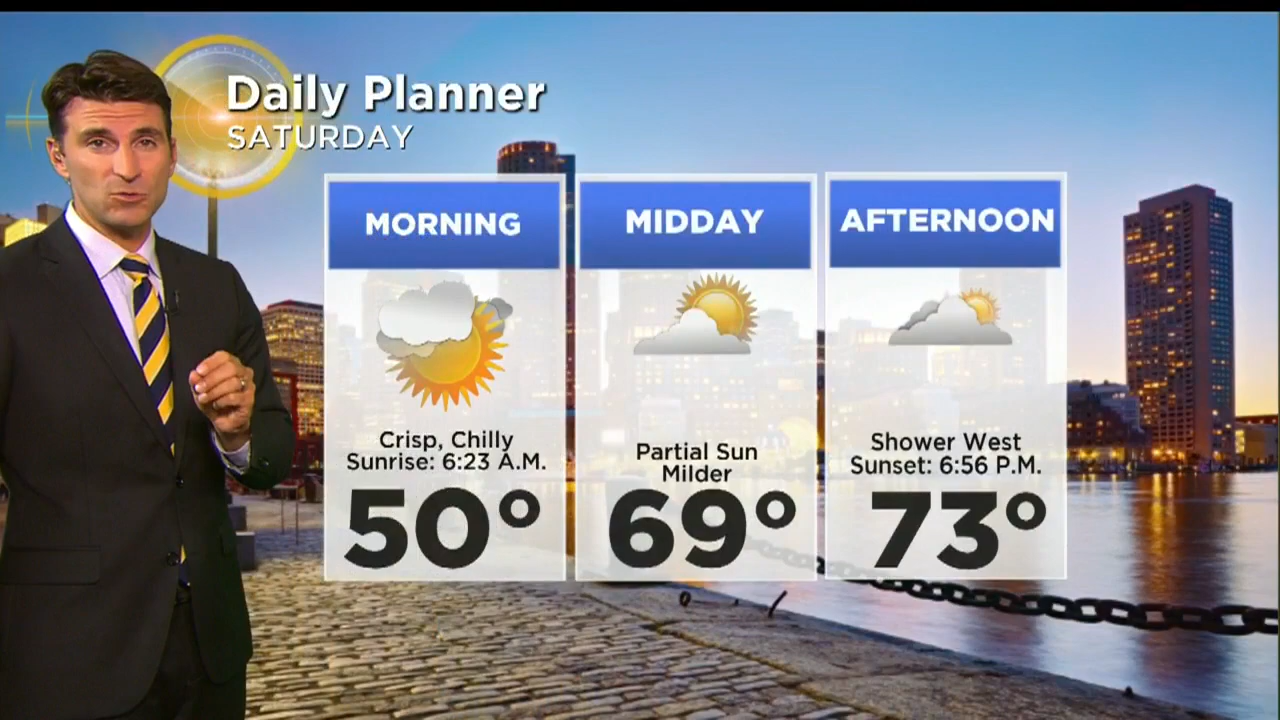 Daily Planner
SATURDAY
MORNING
Crisp, Chilly
Sunrise: 6:23 A.M.
50°
MIDDAY
Partial Sun
Milder
69°
AFTERNOON
Shower West
Sunset: 6:56 P.M.
73°